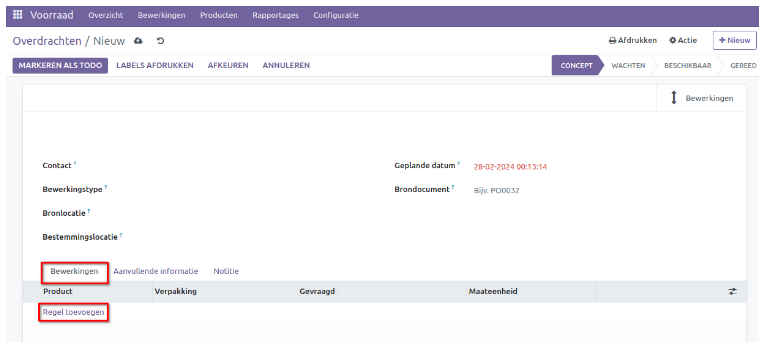 Voorraad Overzicht Bewerkingen Producten Rapportages Configuratie
Overdrachten / Nieuw Afdrukken Actie + Nieuw
MARKEREN ALS TODO LABELS AFDRUKKEN AFKEUREN ANNULEREN CONCEPT WACHTEN BESCHIKBAAR GEREED
Bewerkingen
Contact ? Geplande datum ? 28-02-2024 00:13:14
Bewerkingstype ? Brondocument ? Bijv. PO0032
Bronlocatie ?
Bestemmingslocatie ?
Bewerkingen Aanvullende informatie Notitie
Product Verpakking Gevraagd Maateenheid
Regel toevoegen